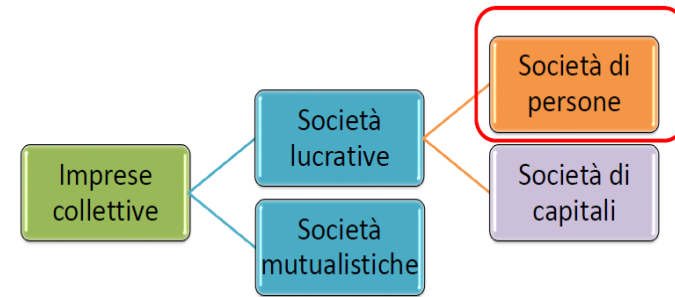 Imprese
collettive
Società
lucrative
Società
mutualistiche
Società di
persone
Società di
capitali